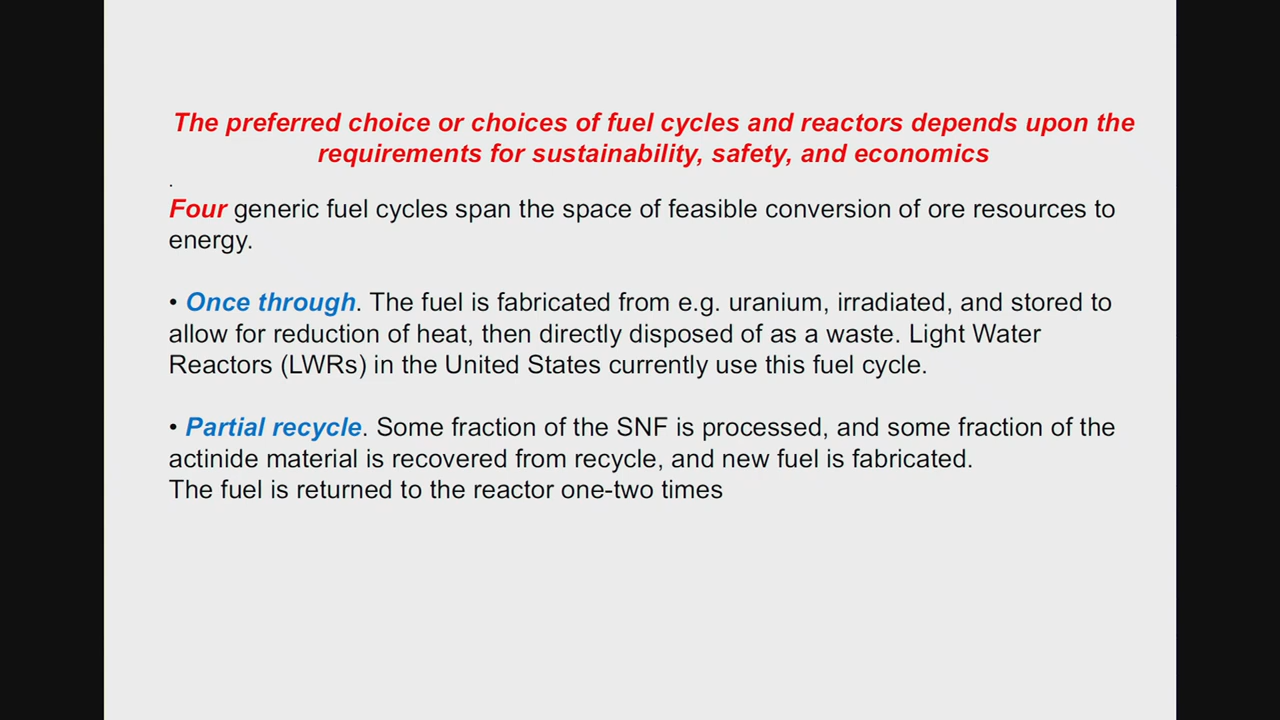 The preferred choice or choices of fuel cycles and reactors depends upon the
requirements for sustainability, safety, and economics
.
Four generic fuel cycles span the space of feasible conversion of ore resources to
energy.
• Once through. The fuel is fabricated from e.g. uranium, irradiated, and stored to
allow for reduction of heat, then directly disposed of as a waste. Light Water
Reactors (LWRs) in the United States currently use this fuel cycle.
• Partial recycle. Some fraction of the SNF is processed, and some fraction of the
actinide material is recovered from recycle, and new fuel is fabricated.
The fuel is returned to the reactor one-two times